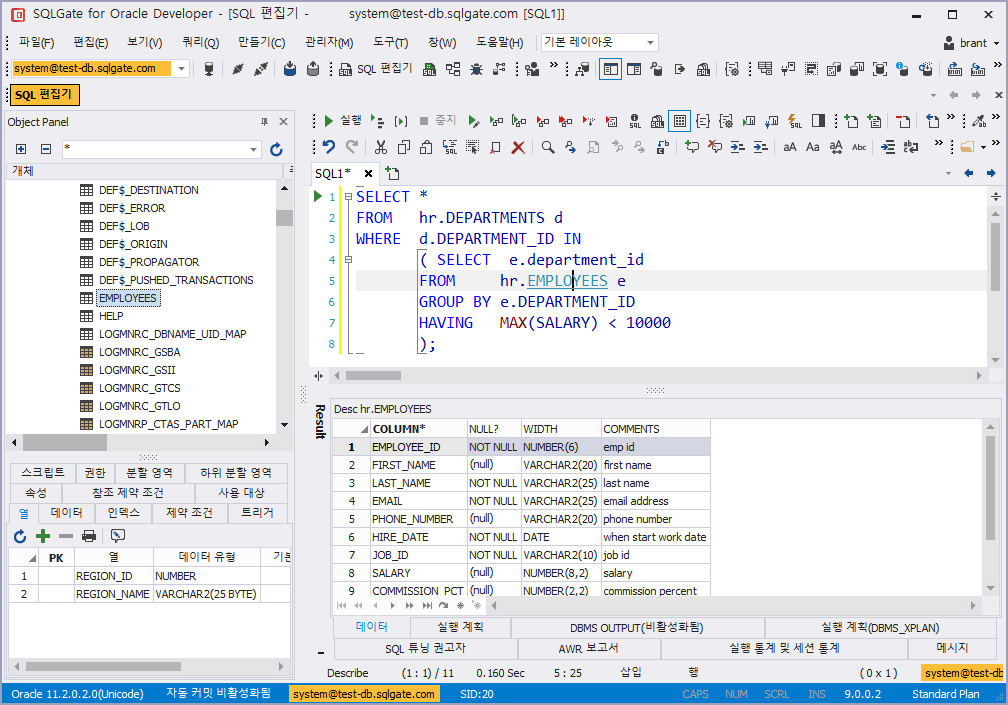 SQLGate for Oracle Developer - [SQL 편집기 - system@test-db.sqlgate.com [SQL1]]
파일(F) 편집(E) 보기(V) 쿼리(Q) 만들기(C) 관리자(M) 도구(T) 창(W) 도움말(H) 기본 레이아웃 brant
system@test-db.sqlgate.com SQL 편집기
SQL 편집기
Object Panel
실행 중지
*
Aa Abc
개체
SQL1*
DEF$_DESTINATION
DEF$_ERROR
DEF$_LOB
DEF$_ORIGIN
DEF$_PROPAGATOR
DEF$_PUSHED_TRANSACTIONS
EMPLOYEES
HELP
LOGMNRC_DBNAME_UID_MAP
LOGMNRC_GSBA
LOGMNRC_GSII
LOGMNRC_GTCS
LOGMNRC_GTLO
LOGMNRP_CTAS_PART_MAP
1 SELECT *
2 FROM hr.DEPARTMENTS d
3 WHERE d.DEPARTMENT_ID IN
4 ( SELECT e.department_id
5 FROM hr.EMPLOYEES e
6 GROUP BY e.DEPARTMENT_ID
7 HAVING MAX(SALARY) < 10000
8 );
스크립트 권한 분할 영역 하위 분할 영역
속성 참조 제약 조건 사용 대상
열 데이터 인덱스 제약 조건 트리거
PK 열 데이터 유형 기본
1 REGION_ID NUMBER
2 REGION_NAME VARCHAR2(25 BYTE)
Result
Desc hr.EMPLOYEES
COLUMN* NULL? WIDTH COMMENTS
1 EMPLOYEE_ID NOT NULL NUMBER(6) emp id
2 FIRST_NAME (null) VARCHAR2(20) first name
3 LAST_NAME NOT NULL VARCHAR2(25) last name
4 EMAIL NOT NULL VARCHAR2(25) email address
5 PHONE_NUMBER (null) VARCHAR2(20) phone number
6 HIRE_DATE NOT NULL DATE when start work date
7 JOB_ID NOT NULL VARCHAR2(10) job id
8 SALARY (null) NUMBER(8,2) salary
9 COMMISSION_PCT (null) NUMBER(2,2) commission percent
데이터 실행 계획 DBMS OUTPUT(비활성화됨) 실행 계획(DBMS_XPLAN)
SQL 튜닝 권고자 AWR 보고서 실행 통계 및 세션 통계 메시지
Describe (1 : 1) / 11 0.160 Sec 5 : 25 삽입 행 ( 0 x 1 ) system@test-db
Oracle 11.2.0.2.0(Unicode) 자동 커밋 비활성화됨 system@test-db.sqlgate.com SID:20 CAPS NUM SCRL INS 9.0.0.2 Standard Plan